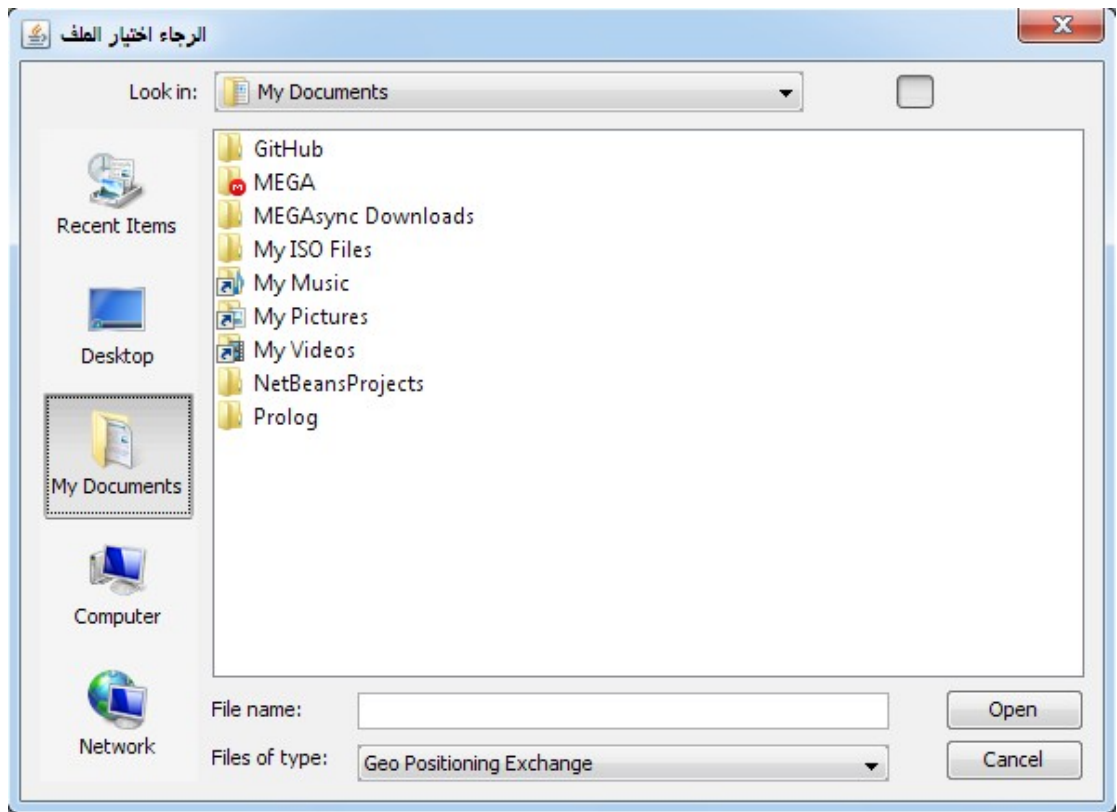 الرجاء اختيار الملف
Look in:
My Documents
GitHub
MEGA
MEGAsync Downloads
My ISO Files
My Music
My Pictures
My Videos
NetBeansProjects
Prolog
Recent Items
Desktop
My Documents
Computer
Network
File name:
Open
Files of type:
Geo Positioning Exchange
Cancel